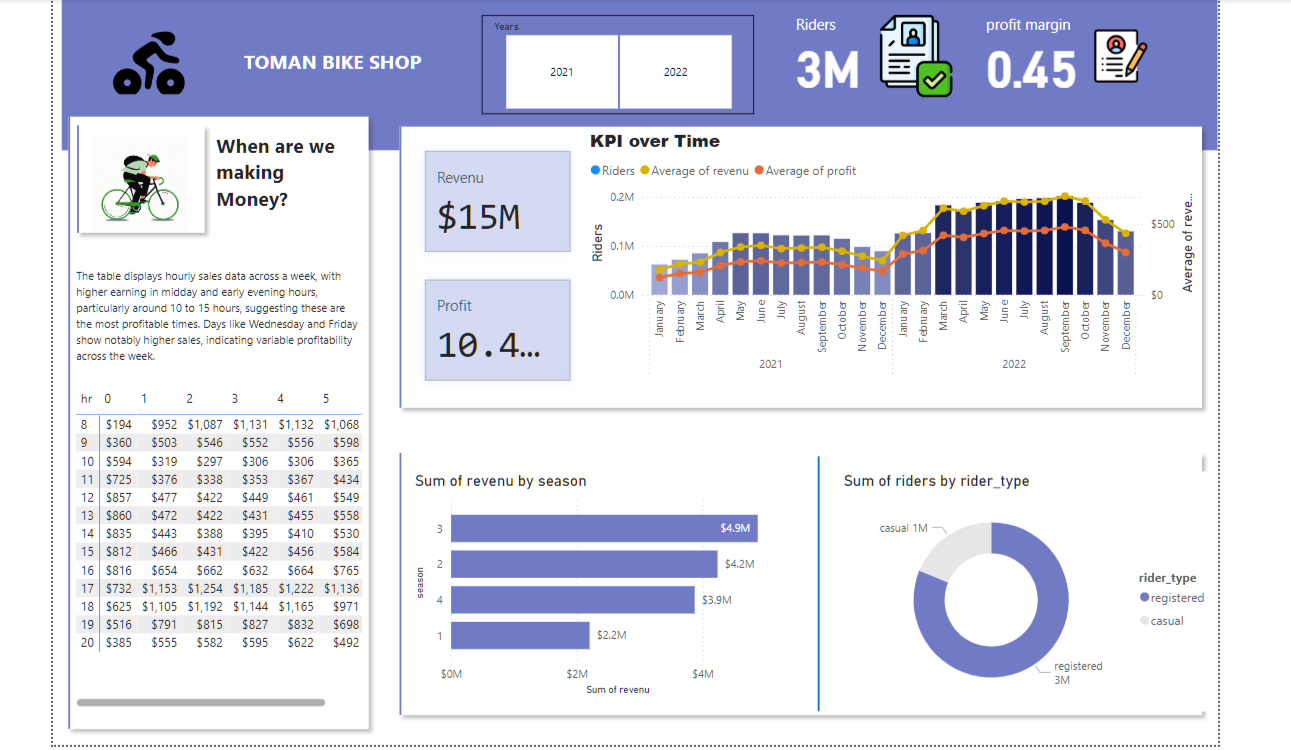 TOMAN BIKE SHOP
Years
2021 2022
Riders
3M
profit margin
0.45
When are we
making
Money?
The table displays hourly sales data across a week, with
higher earning in midday and early evening hours,
particularly around 10 to 15 hours, suggesting these are
the most profitable times. Days like Wednesday and Friday
show notably higher sales, indicating variable profitability
across the week.
hr 0 1 2 3 4 5
8 $194 $952 $1,087 $1,131 $1,132 $1,068
9 $360 $503 $546 $552 $556 $598
10 $594 $319 $297 $306 $306 $365
11 $725 $376 $338 $353 $367 $434
12 $857 $477 $422 $449 $461 $549
13 $860 $472 $422 $431 $455 $558
14 $835 $443 $388 $395 $410 $530
15 $812 $466 $431 $422 $456 $584
16 $816 $654 $662 $632 $664 $765
17 $732 $1,153 $1,254 $1,185 $1,222 $1,136
18 $625 $1,105 $1,192 $1,144 $1,165 $971
19 $516 $791 $815 $827 $832 $698
20 $385 $555 $582 $595 $622 $492
Revenu
$15M
Profit
10.4...
KPI over Time
Riders Average of revenu Average of profit
Riders
0.2M
0.1M
0.0M
$500
$0
Average of reve...
January February March April May June July August September October November December January February March April May June July August September October November December
2021 2022
Sum of revenu by season
season
3 $4.9M
2 $4.2M
4 $3.9M
1 $2.2M
$0M $2M $4M
Sum of revenu
Sum of riders by rider_type
casual 1M
registered
3M
rider_type
registered
casual